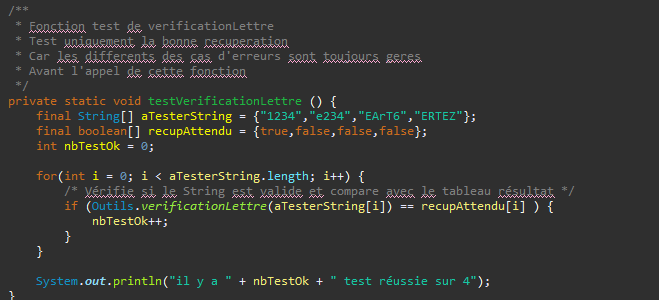 /**
 * Fonction test de verificationLettre
 * Test uniquement la bonne recuperation
 * Car les differents des cas d'erreurs sont toujours geres
 * Avant l'appel de cette fonction
 */
private static void testVerificationLettre () {
    final String[] aTesterString = {"1234","e234","EArT6","ERTEZ"};
    final boolean[] recupAttendu = {true,false,false,false};
    int nbTestOk = 0;

    for(int i = 0; i < aTesterString.length; i++) {
        /* Vérifie si le String est valide et compare avec le tableau résultat */
        if (Outils.verificationLettre(aTesterString[i]) == recupAttendu[i] ) {
            nbTestOk++;
        }
    }

    System.out.println("il y a " + nbTestOk + " test réussie sur 4");
}